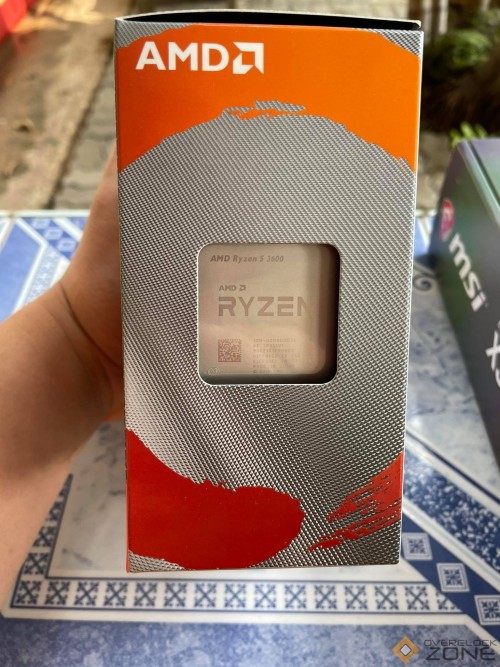 AMD
AMD Ryzen 5 3600
AMD
RYZEN
msi
OVERCLOCK
ZONE